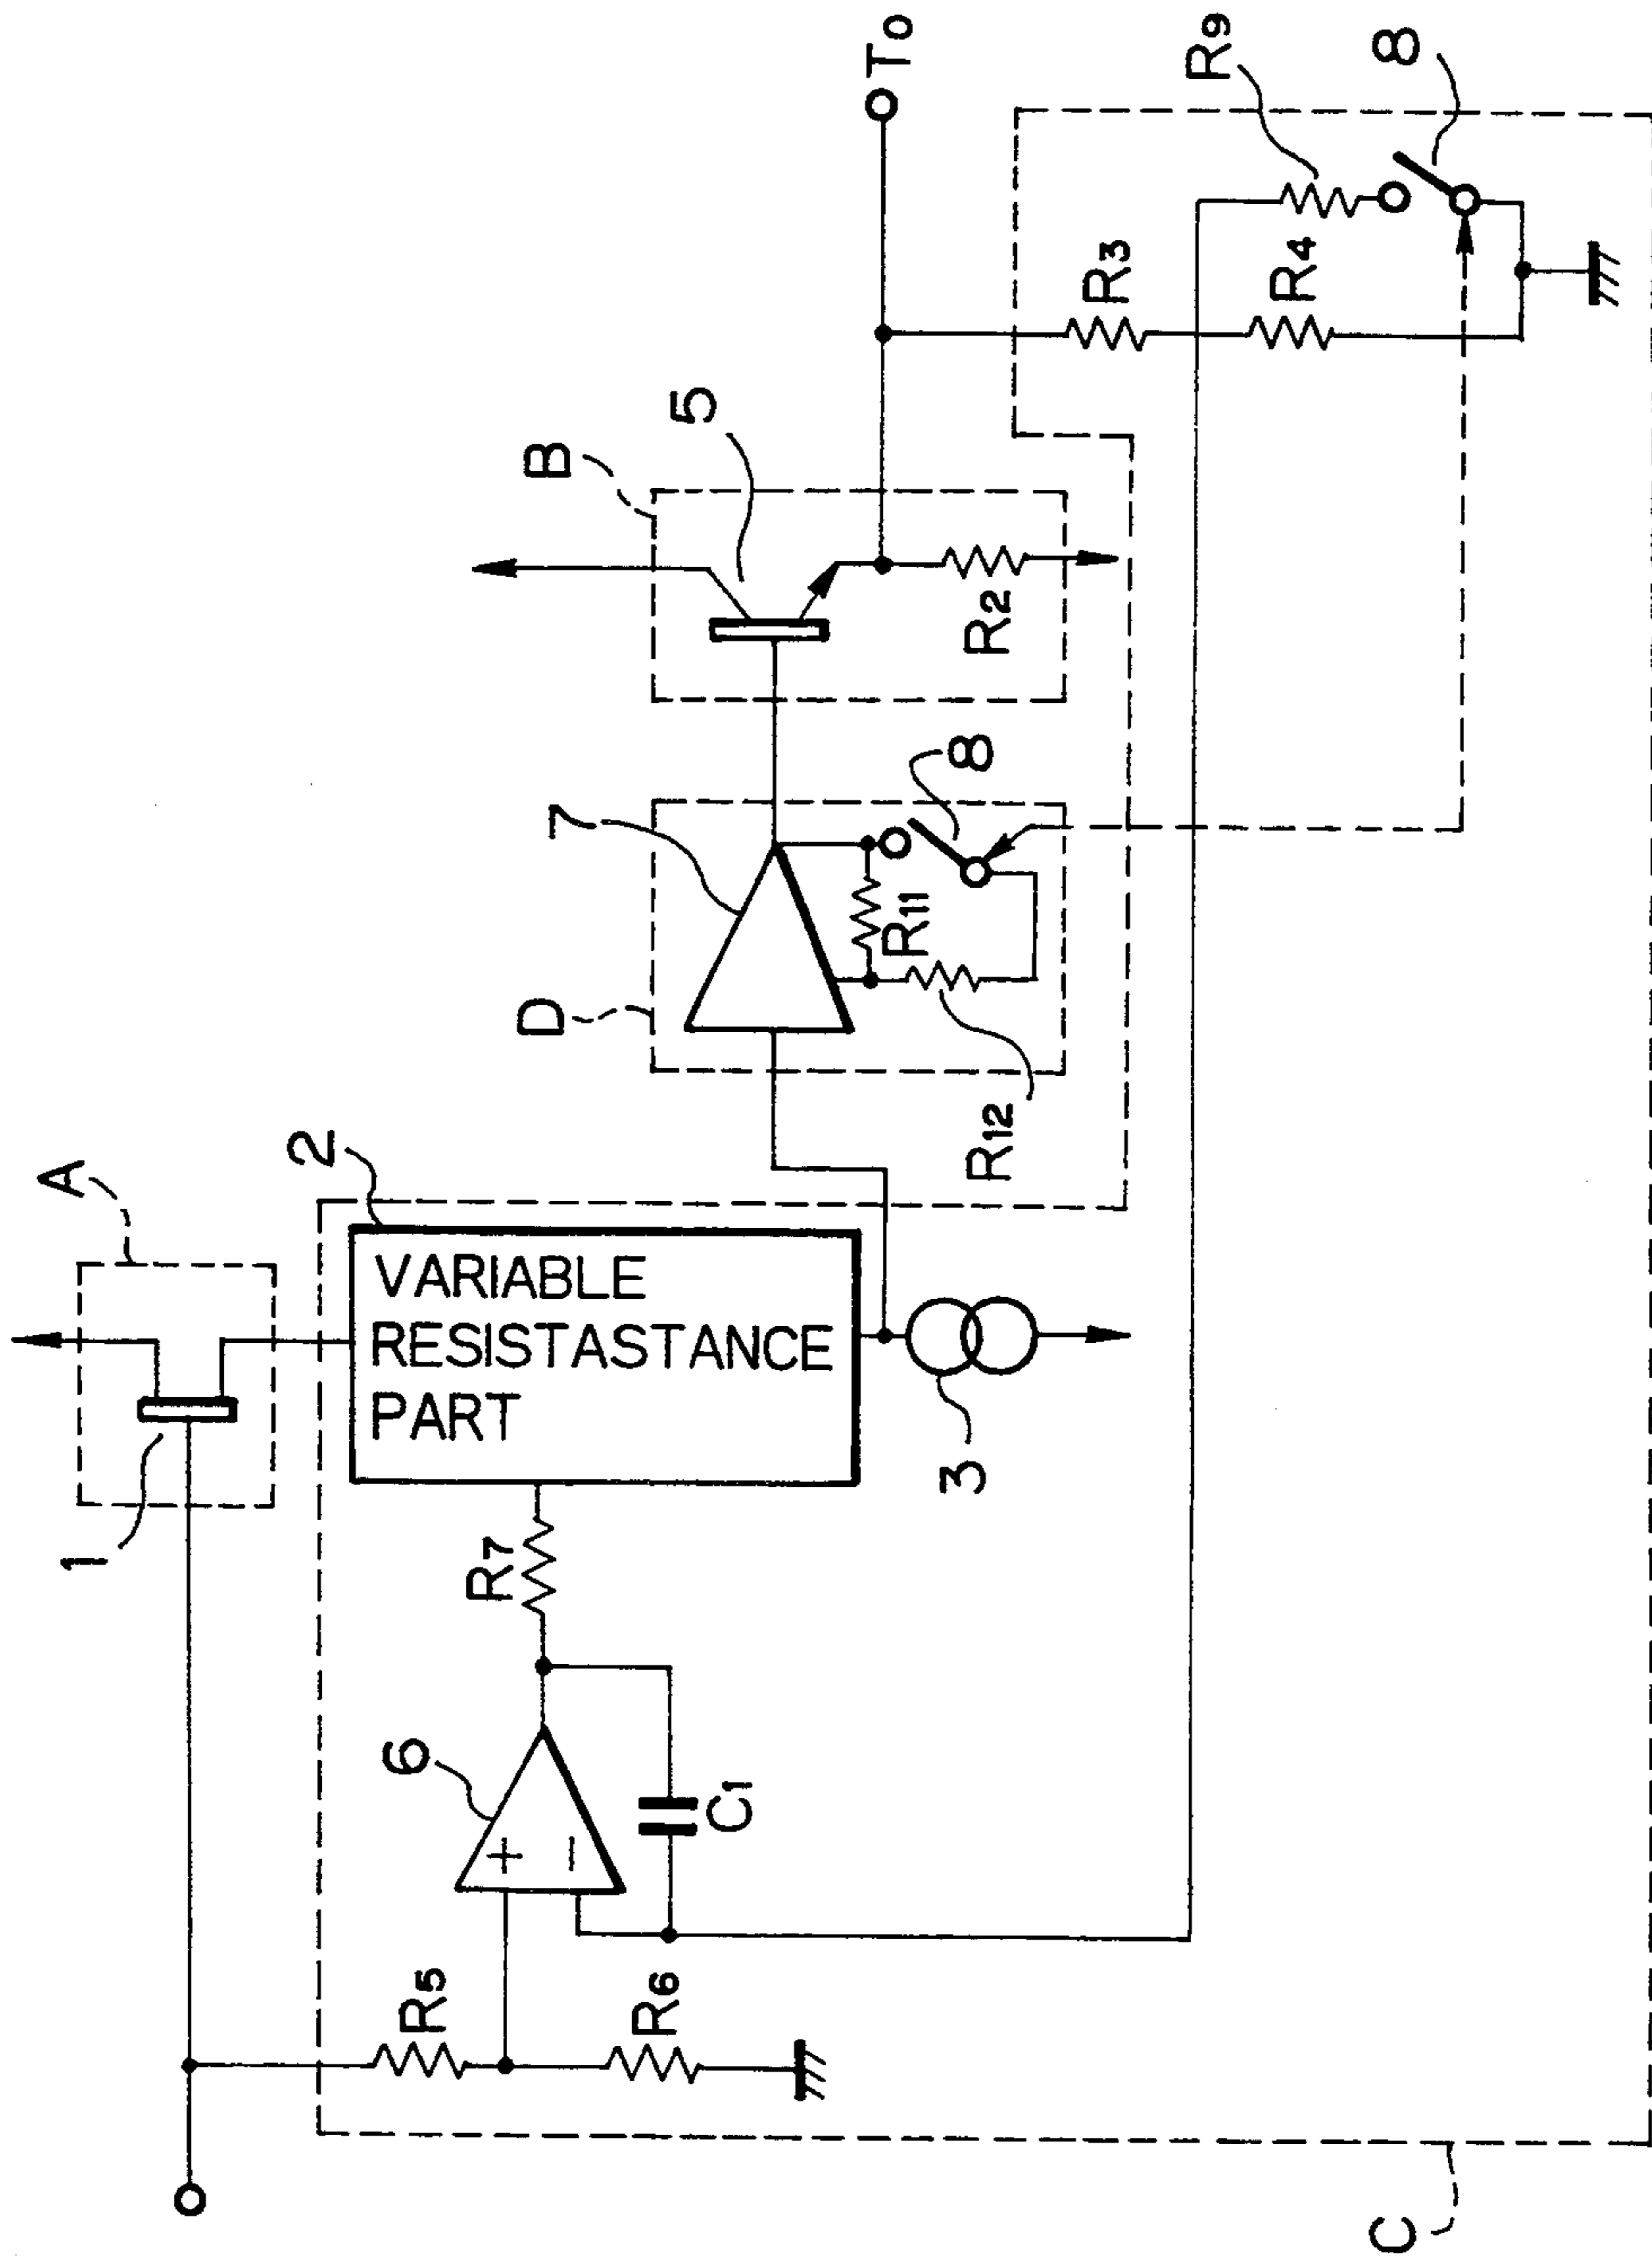 A
1
2
VARIABLE
RESISTASTANCE
PART
3
R5
R6
6
+
−
C1
R7
D
7
8
R11
R12
B
5
R2
T0
R3
R4
R9
8
C